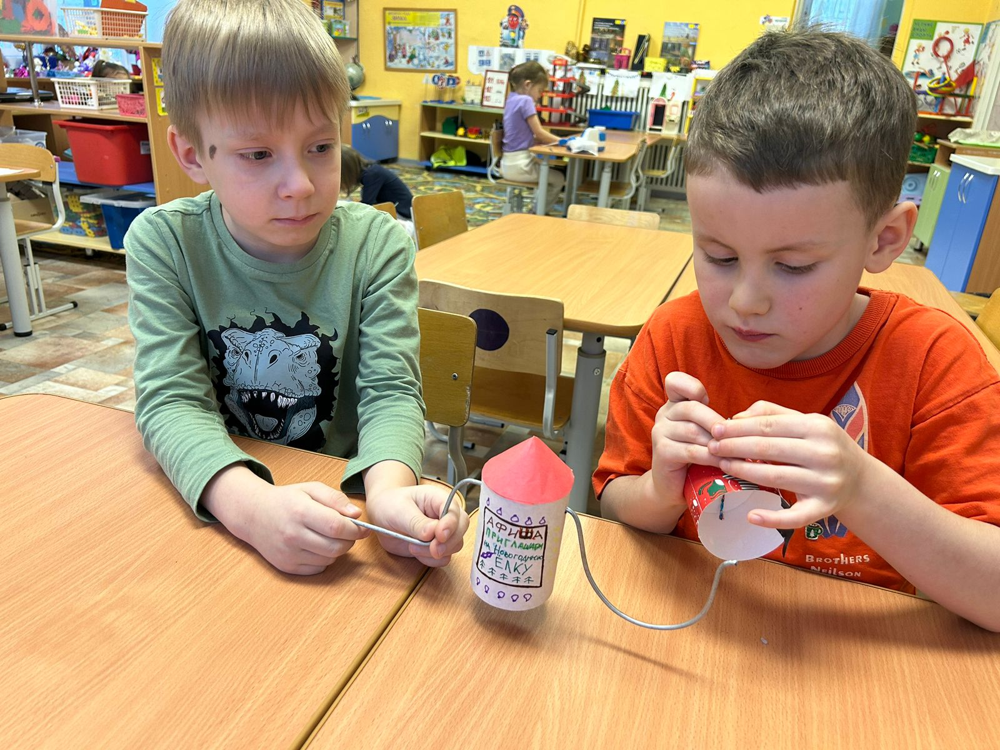 АФИША
ПРИГЛАШАЕМ
на Новогоднюю
ЕЛКУ
BROTHERS
Neilson